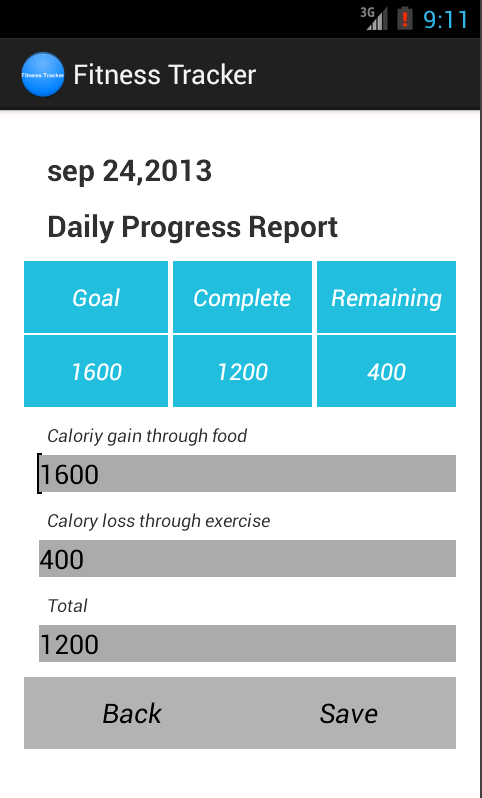 3G 9:11
Fitness Tracker Fitness Tracker
sep 24,2013
Daily Progress Report
Goal Complete Remaining
1600 1200 400
Caloriy gain through food
1600
Calory loss through exercise
400
Total
1200
Back Save